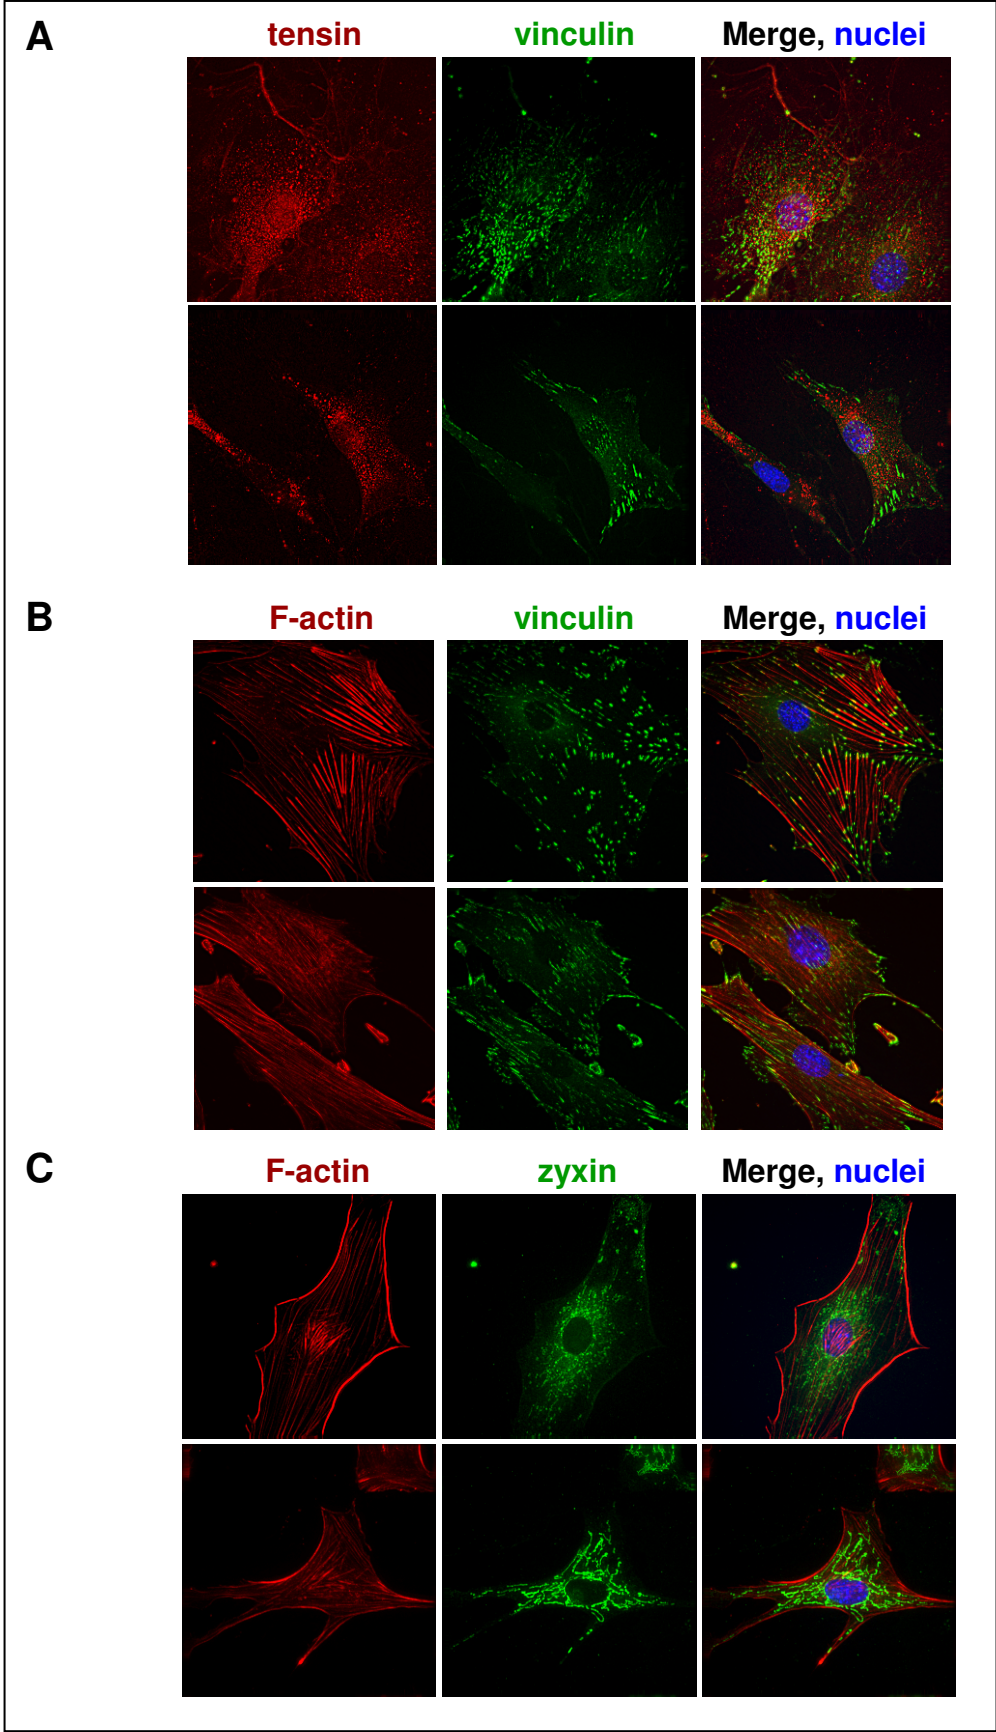 A
tensin vinculin Merge, nuclei
B
F-actin vinculin Merge, nuclei
C
F-actin zyxin Merge, nuclei